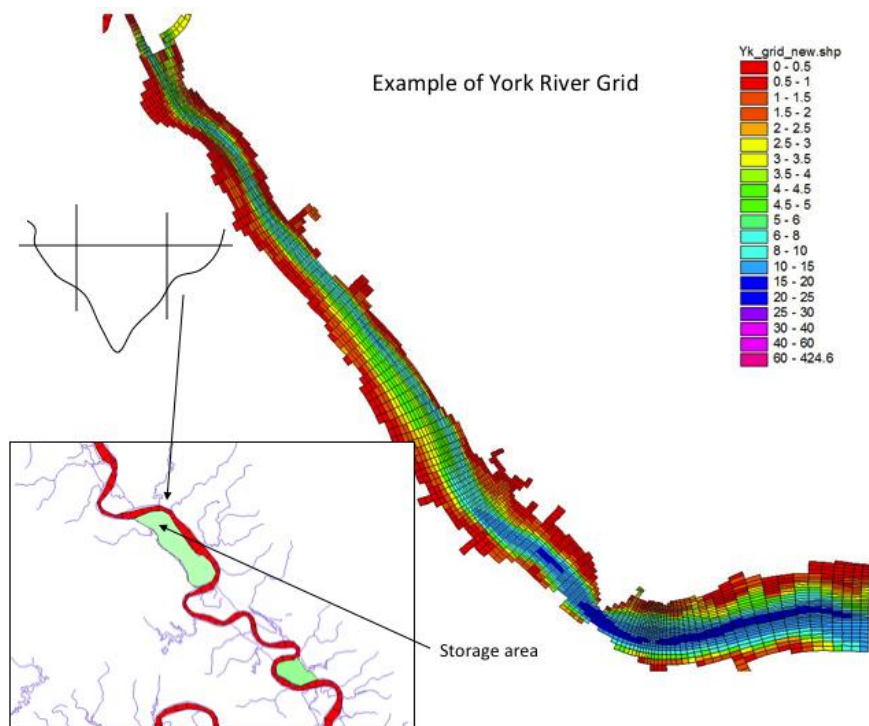 Example of York River Grid
Yk_grid_new.shp
0 - 0.5
0.5 - 1
1 - 1.5
1.5 - 2
2 - 2.5
2.5 - 3
3 - 3.5
3.5 - 4
4 - 4.5
4.5 - 5
5 - 6
6 - 8
8 - 10
10 - 15
15 - 20
20 - 25
25 - 30
30 - 40
40 - 60
60 - 424.6
Storage area